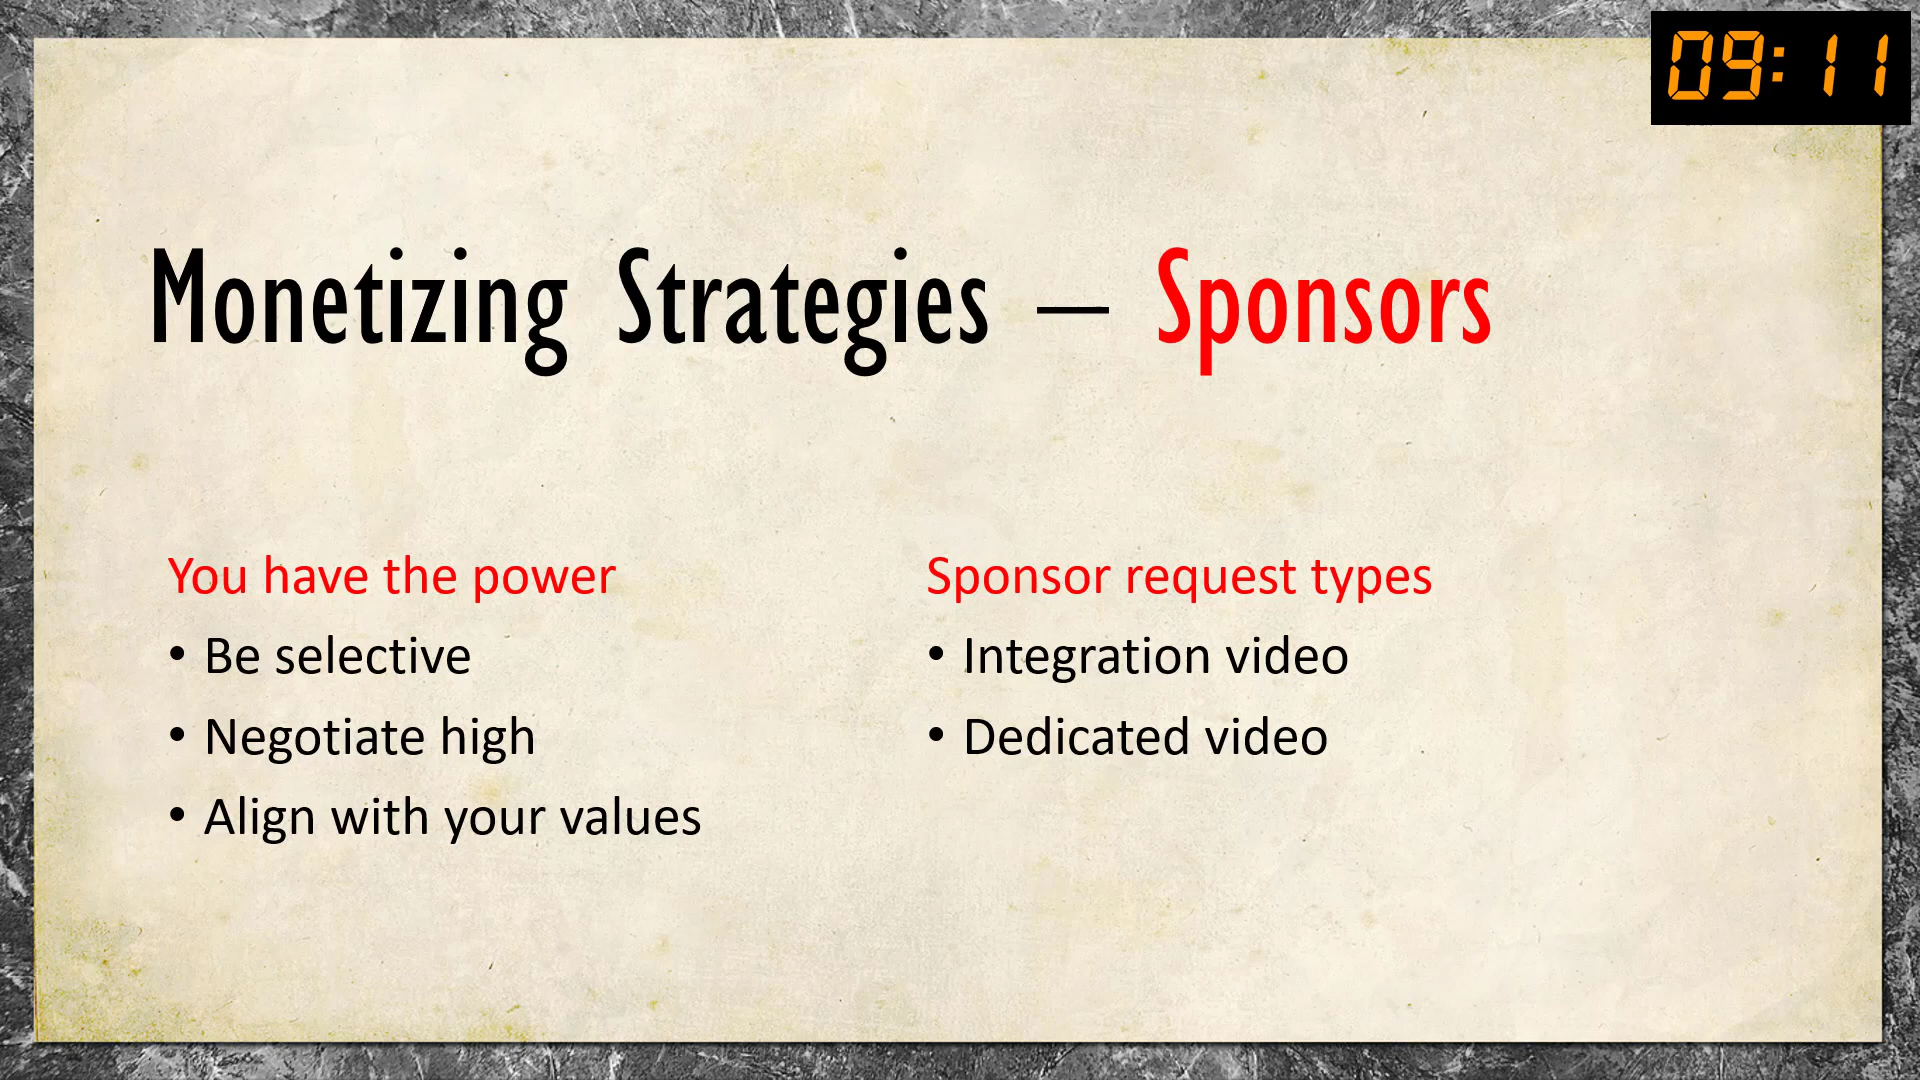 09:11
Monetizing Strategies – Sponsors
You have the power
• Be selective
• Negotiate high
• Align with your values
Sponsor request types
• Integration video
• Dedicated video